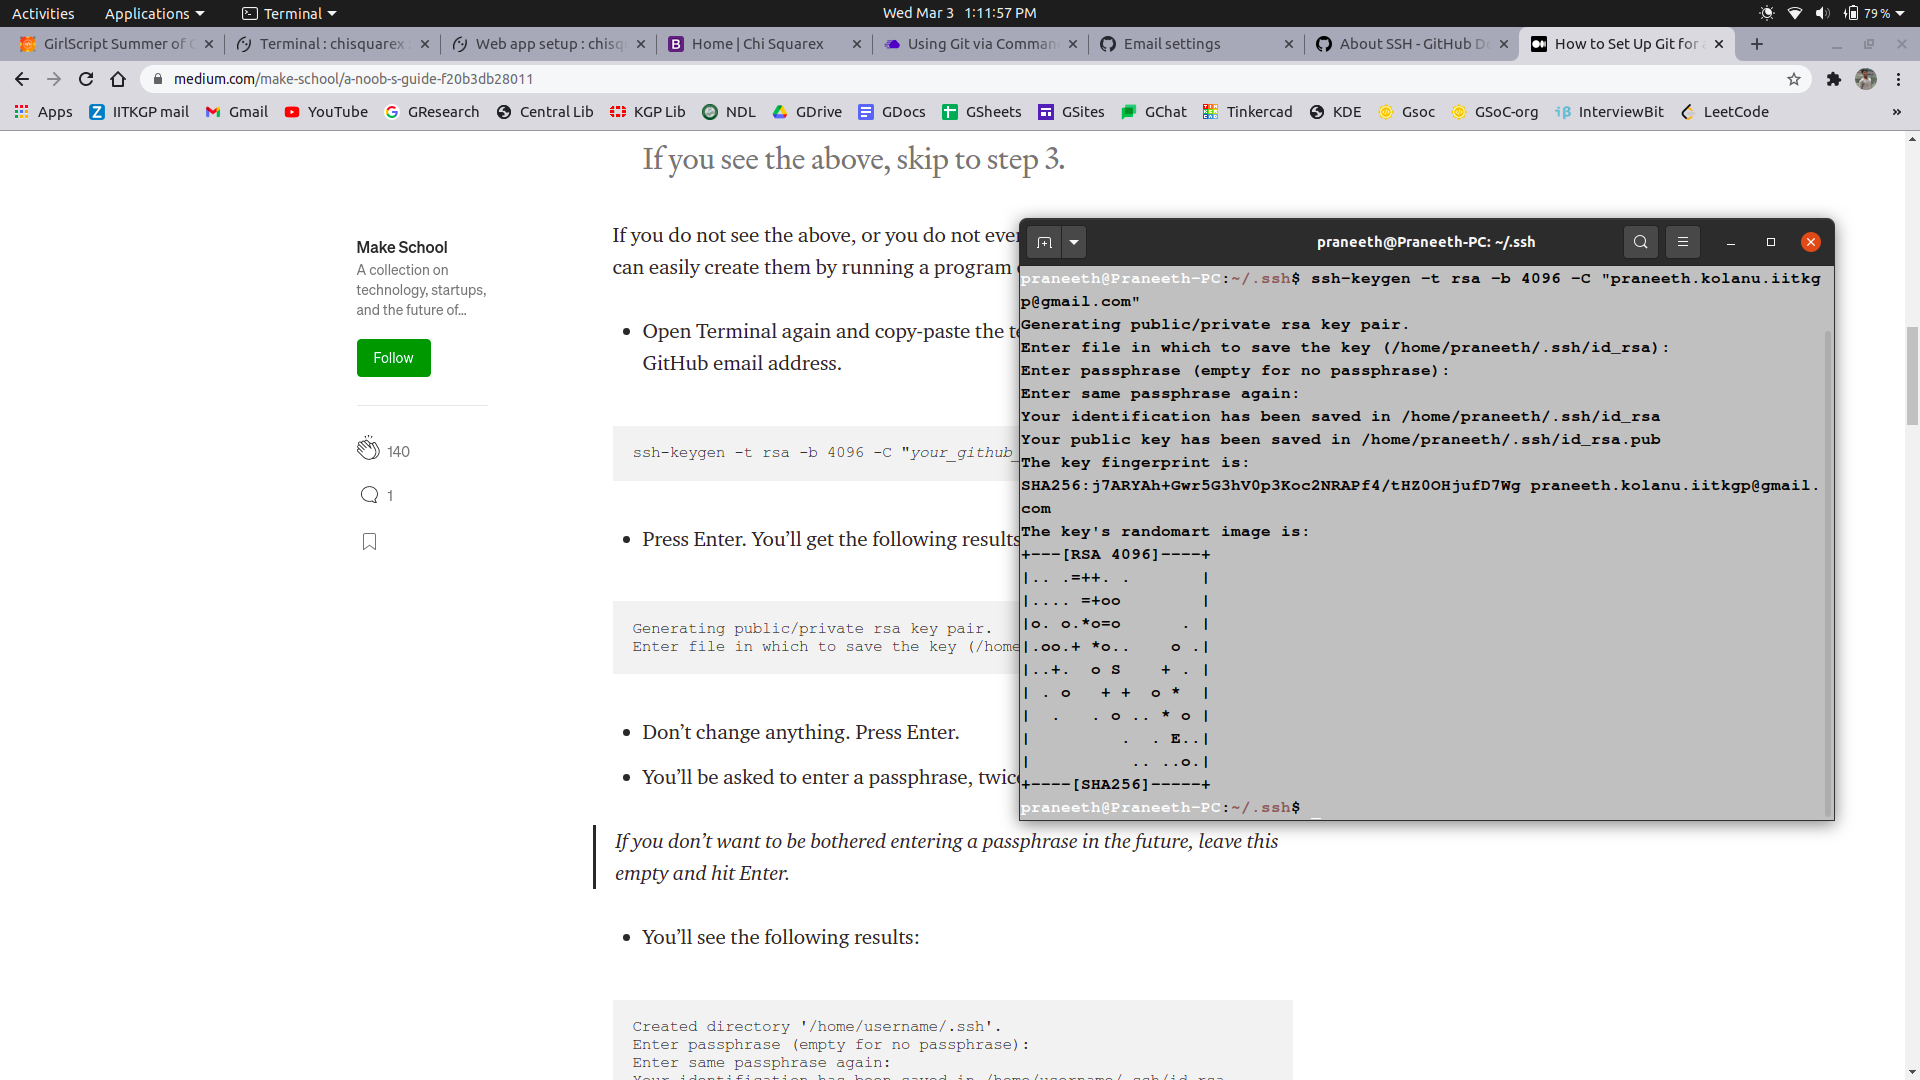 Activities Applications Terminal Wed Mar 3 1:11:57 PM 79 %
GirlScript Summer of C Terminal : chisquarex Web app setup : chisq Home | Chi Squarex Using Git via Comman Email settings About SSH - GitHub D How to Set Up Git for
medium.com/make-school/a-noob-s-guide-f20b3db28011
Apps IITKGP mail Gmail YouTube GResearch Central Lib KGP Lib NDL GDrive GDocs GSheets GSites GChat Tinkercad KDE Gsoc GSoC-org InterviewBit LeetCode »
If you see the above, skip to step 3.
Make School
A collection on
technology, startups,
and the future of…
Follow
140
1
If you do not see the above, or you do not eve
can easily create them by running a program
• Open Terminal again and copy-paste the te
GitHub email address.
ssh-keygen -t rsa -b 4096 -C "your_github_
• Press Enter. You’ll get the following results
Generating public/private rsa key pair.
Enter file in which to save the key (/home
• Don’t change anything. Press Enter.
• You’ll be asked to enter a passphrase, twic
If you don’t want to be bothered entering a passphrase in the future, leave this
empty and hit Enter.
• You’ll see the following results:
Created directory '/home/username/.ssh'.
Enter passphrase (empty for no passphrase):
Enter same passphrase again:
Your identification has been saved in /home/username/.ssh/id_rsa
praneeth@Praneeth-PC: ~/.ssh
praneeth@Praneeth-PC:~/.ssh$ ssh-keygen -t rsa -b 4096 -C "praneeth.kolanu.iitkg
p@gmail.com"
Generating public/private rsa key pair.
Enter file in which to save the key (/home/praneeth/.ssh/id_rsa):
Enter passphrase (empty for no passphrase):
Enter same passphrase again:
Your identification has been saved in /home/praneeth/.ssh/id_rsa
Your public key has been saved in /home/praneeth/.ssh/id_rsa.pub
The key fingerprint is:
SHA256:j7ARYAh+Gwr5G3hV0p3Koc2NRAPf4/tHZ0OHjufD7Wg praneeth.kolanu.iitkgp@gmail.
com
The key's randomart image is:
+---[RSA 4096]----+
|.. .=++. .       |
|.... =+oo        |
|o. o.*o=o      . |
|.oo.+ *o..    o .|
|..+.  o S    + . |
| . o   + +  o *  |
|  .   . o .. * o |
|         .  . E..|
|          .. ..o.|
+----[SHA256]-----+
praneeth@Praneeth-PC:~/.ssh$